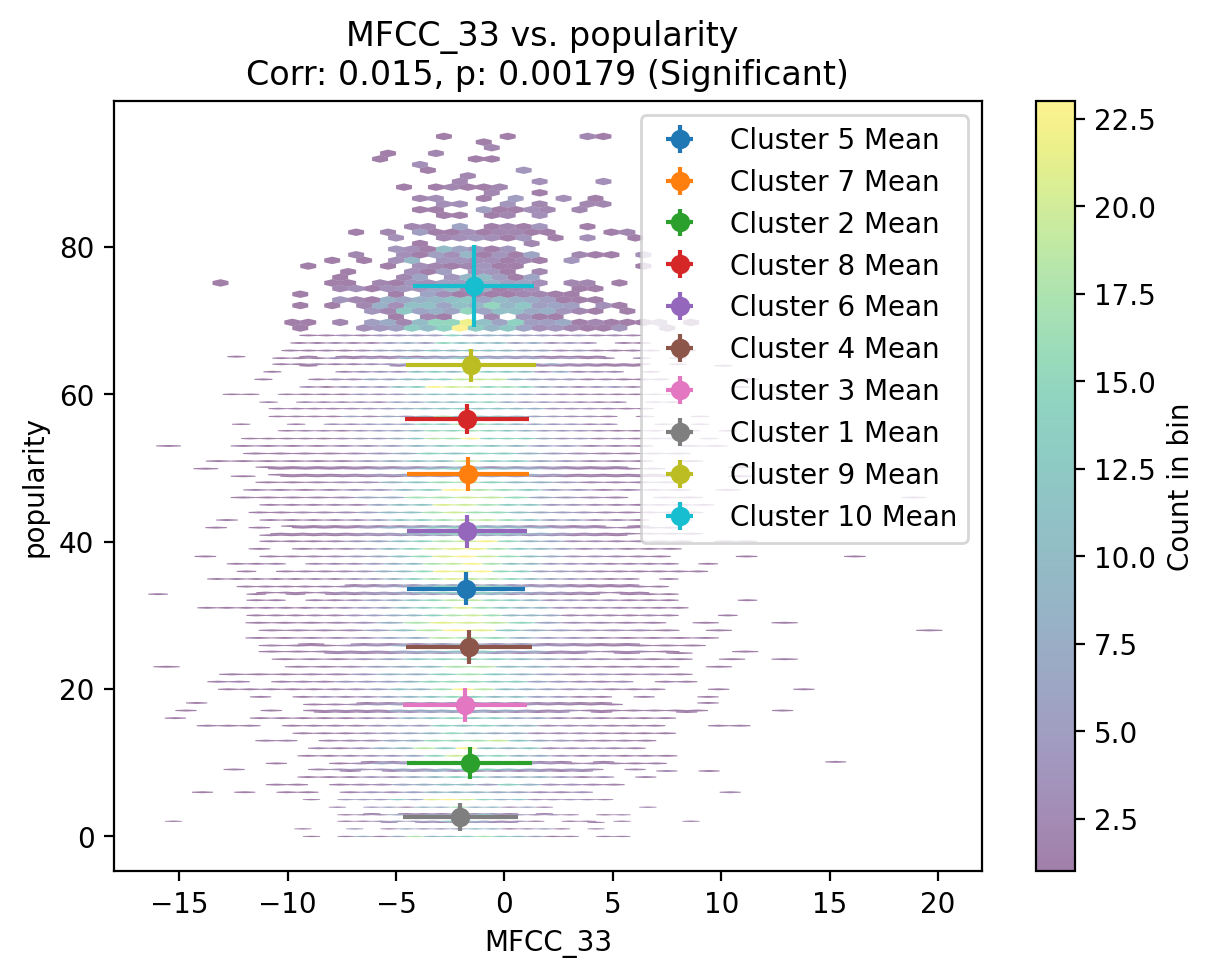 MFCC_33 vs. popularity
Corr: 0.015, p: 0.00179 (Significant)
popularity
80
60
40
20
0
−15
−10
−5
0
5
10
15
20
MFCC_33
Cluster 5 Mean
Cluster 7 Mean
Cluster 2 Mean
Cluster 8 Mean
Cluster 6 Mean
Cluster 4 Mean
Cluster 3 Mean
Cluster 1 Mean
Cluster 9 Mean
Cluster 10 Mean
22.5
20.0
17.5
15.0
12.5
10.0
7.5
5.0
2.5
Count in bin